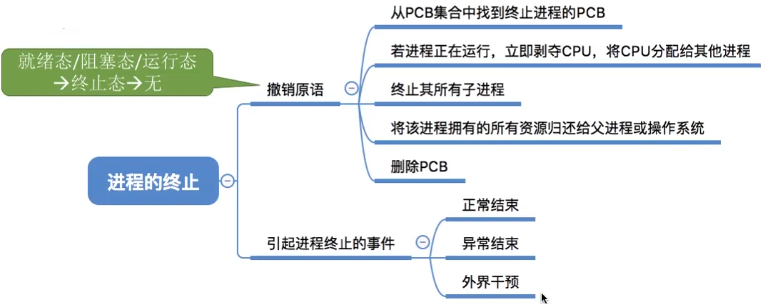 就绪态/阻塞态/运行态
→终止态→无
撤销原语
从PCB集合中找到终止进程的PCB
若进程正在运行，立即剥夺CPU，将CPU分配给其他进程
终止其所有子进程
将该进程拥有的所有资源归还给父进程或操作系统
删除PCB
进程的终止
引起进程终止的事件
正常结束
异常结束
外界干预